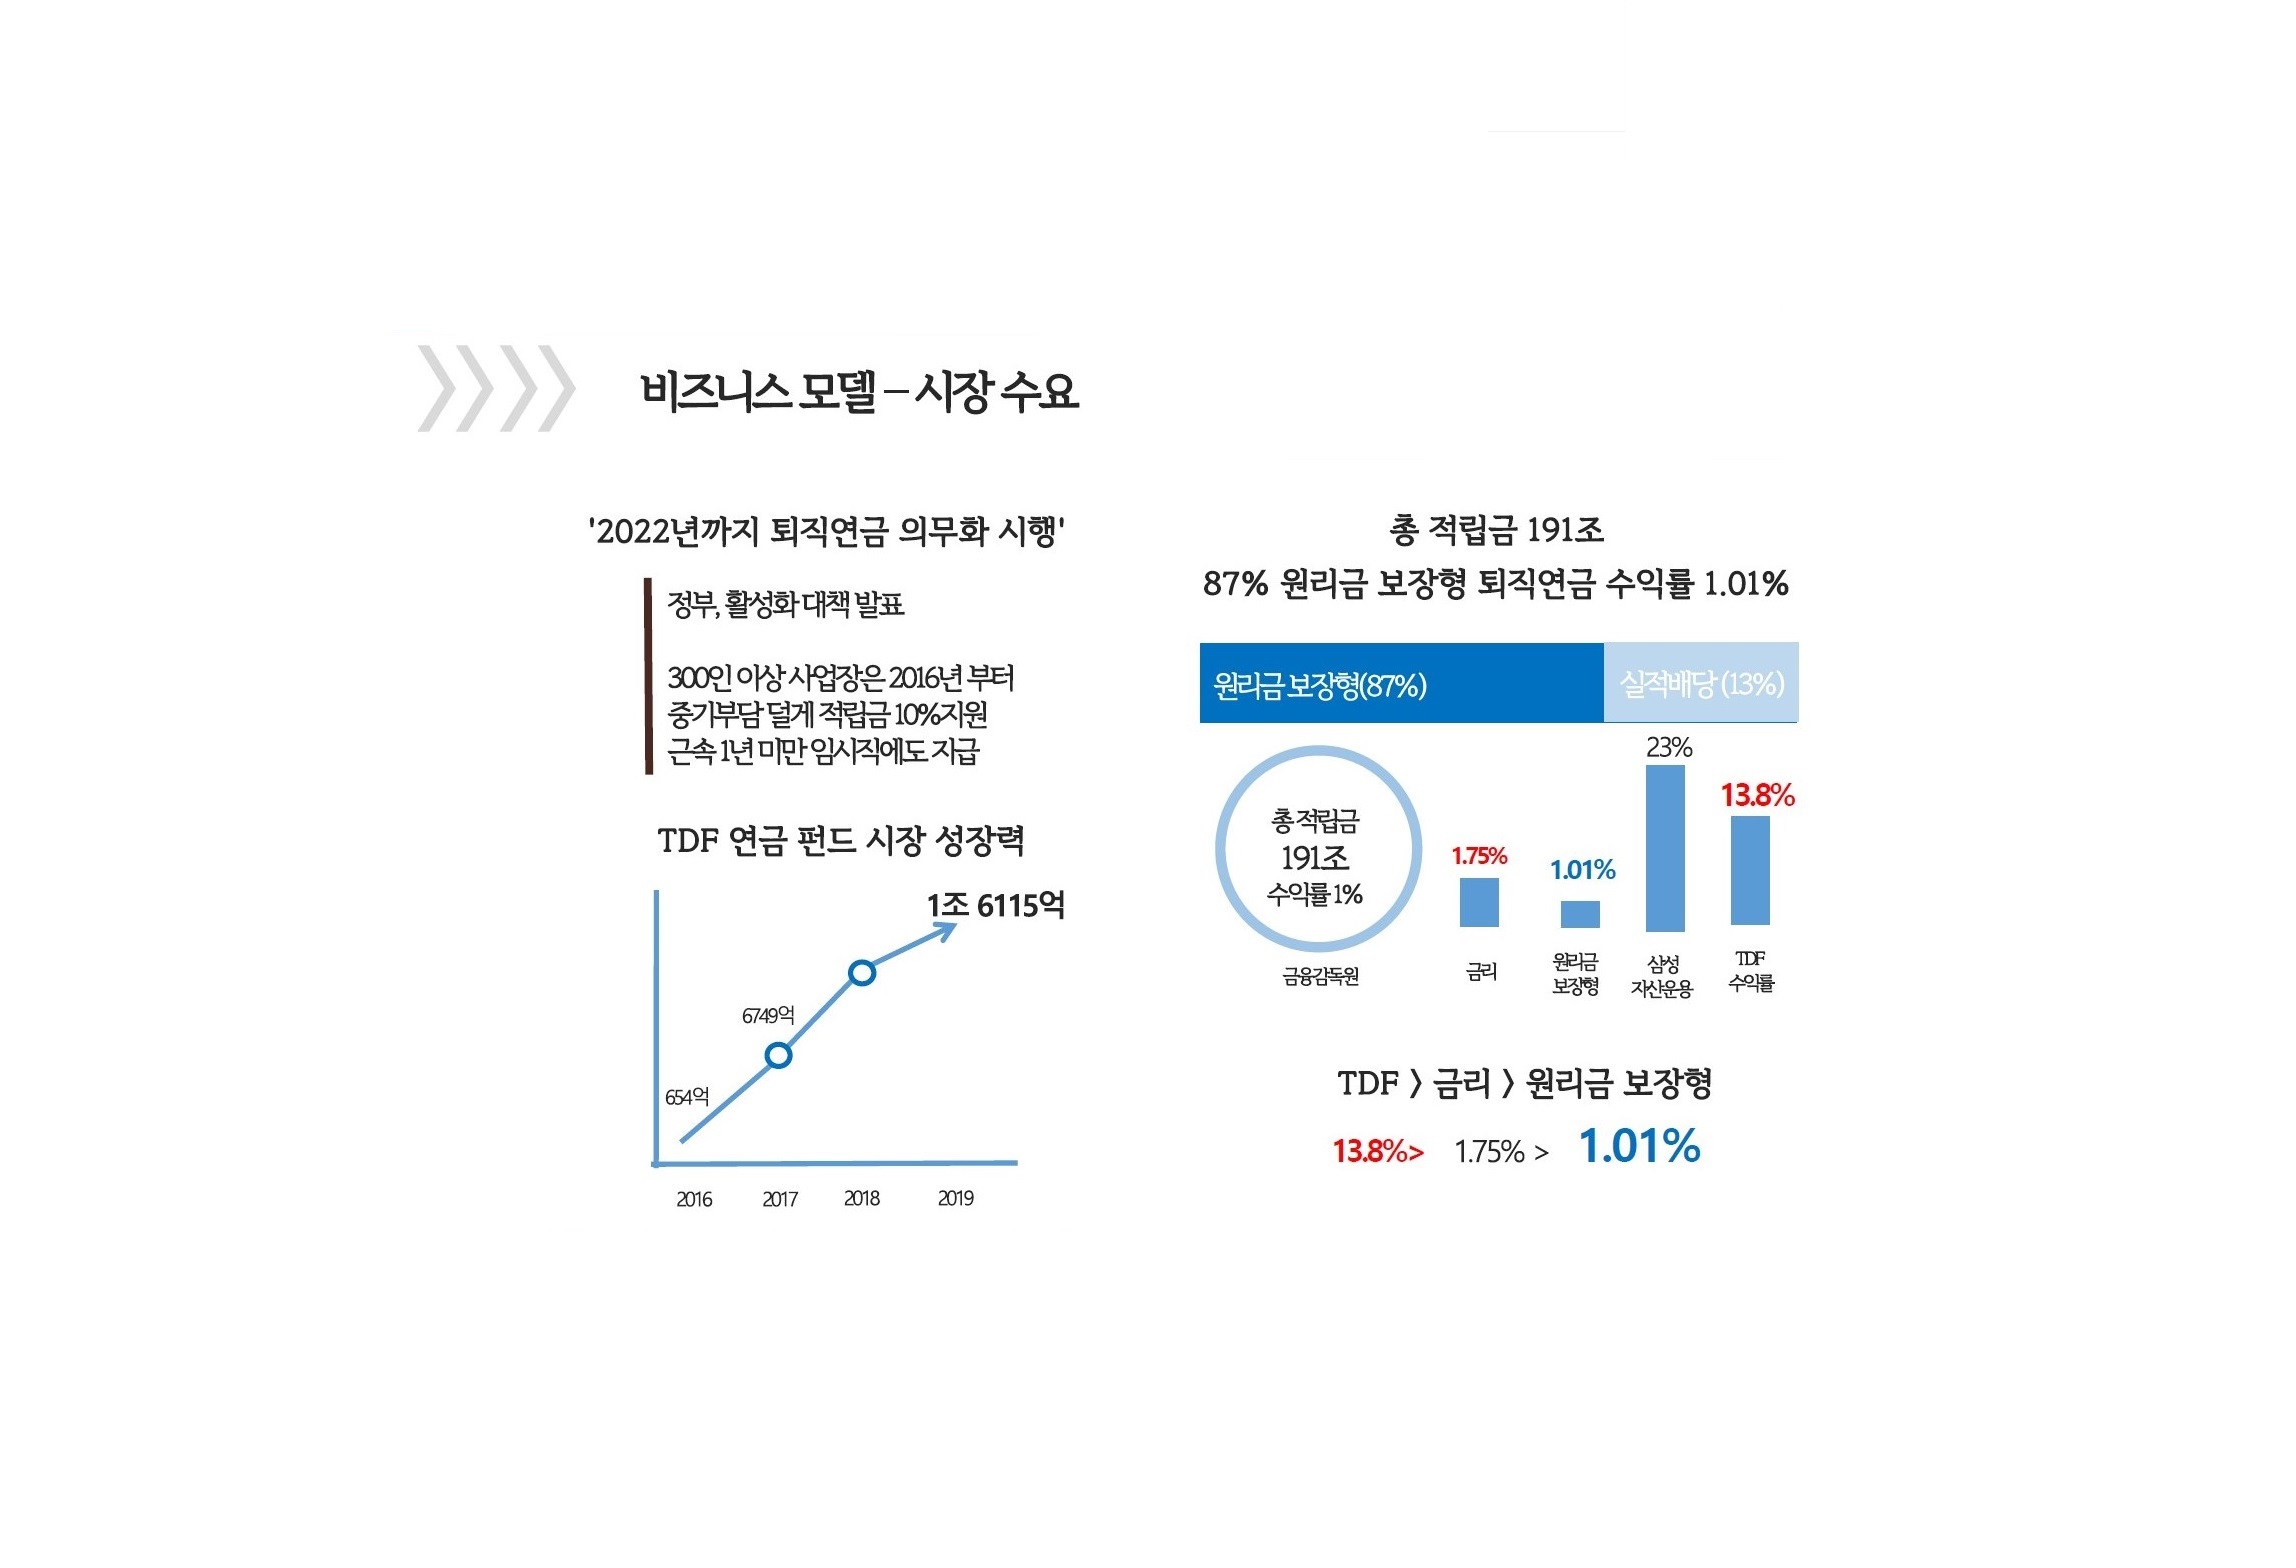 비즈니스 모델 – 시장 수요
'2022년까지 퇴직연금 의무화 시행'
정부, 활성화 대책 발표
300인 이상 사업장은 2016년 부터
중기부담 덜게 적립금 10%지원
근속 1년 미만 임시직에도 지급
TDF 연금 펀드 시장 성장력
1조 6115억
6749억
654억
2016 2017 2018 2019
총 적립금 191조
87% 원리금 보장형 퇴직연금 수익률 1.01%
원리금 보장형(87%) 실적배당 (13%)
총 적립금
191조
수익률 1%
금융감독원
1.75%
금리
1.01%
원리금
보장형
23%
삼성
자산운용
13.8%
TDF
수익률
TDF > 금리 > 원리금 보장형
13.8%> 1.75% > 1.01%